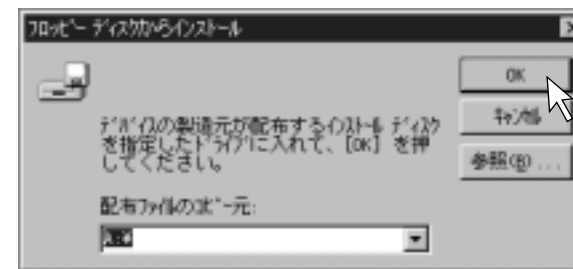 フロッピー ディスクからインストール
OK
デバイスの製造元が配布するインストール ディスク
を指定したドライブに入れて、[OK] を押
してください。
キャンセル
参照(B) ...
配布ファイルのコピー元: